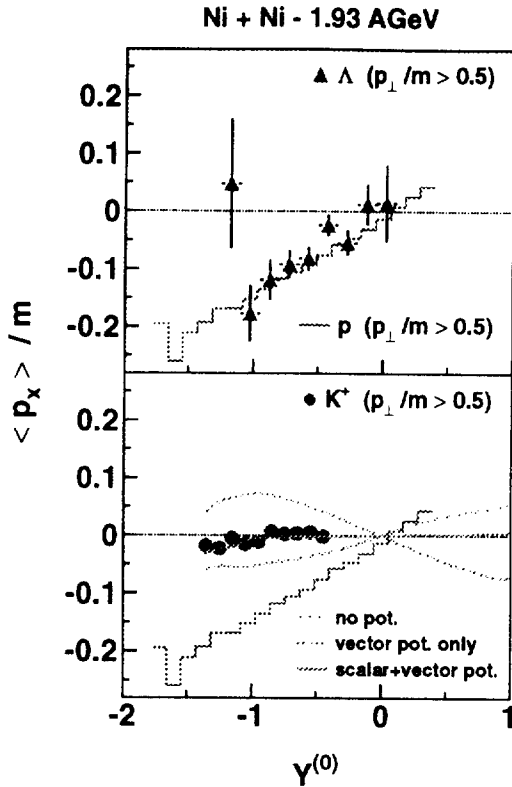 Ni + Ni - 1.93 AGeV
▲ Λ (p⊥ /m > 0.5)
0.2
0.1
0
-0.1
-0.2
p (p⊥ /m > 0.5)
< pₓ > / m
● K⁺ (p⊥ /m > 0.5)
0.2
0.1
0
-0.1
-0.2
no pot.
vector pot. only
scalar+vector pot.
-2 -1 0 1
Y⁽⁰⁾